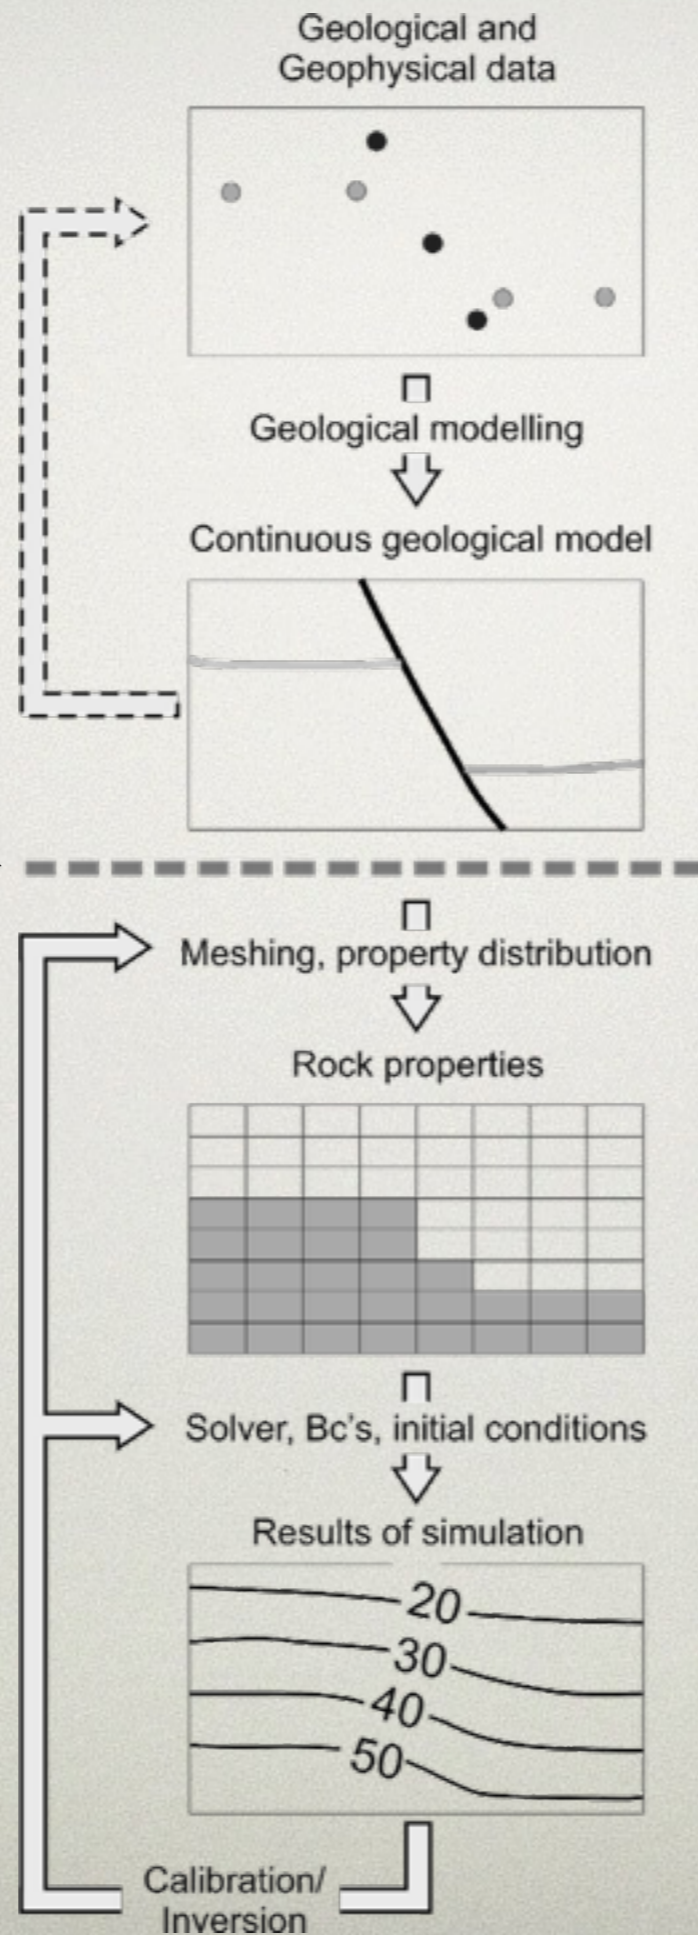 Geological and
Geophysical data
Geological modelling
Continuous geological model
Meshing, property distribution
Rock properties
Solver, Bc's, initial conditions
Results of simulation
20
30
40
50
Calibration/
Inversion